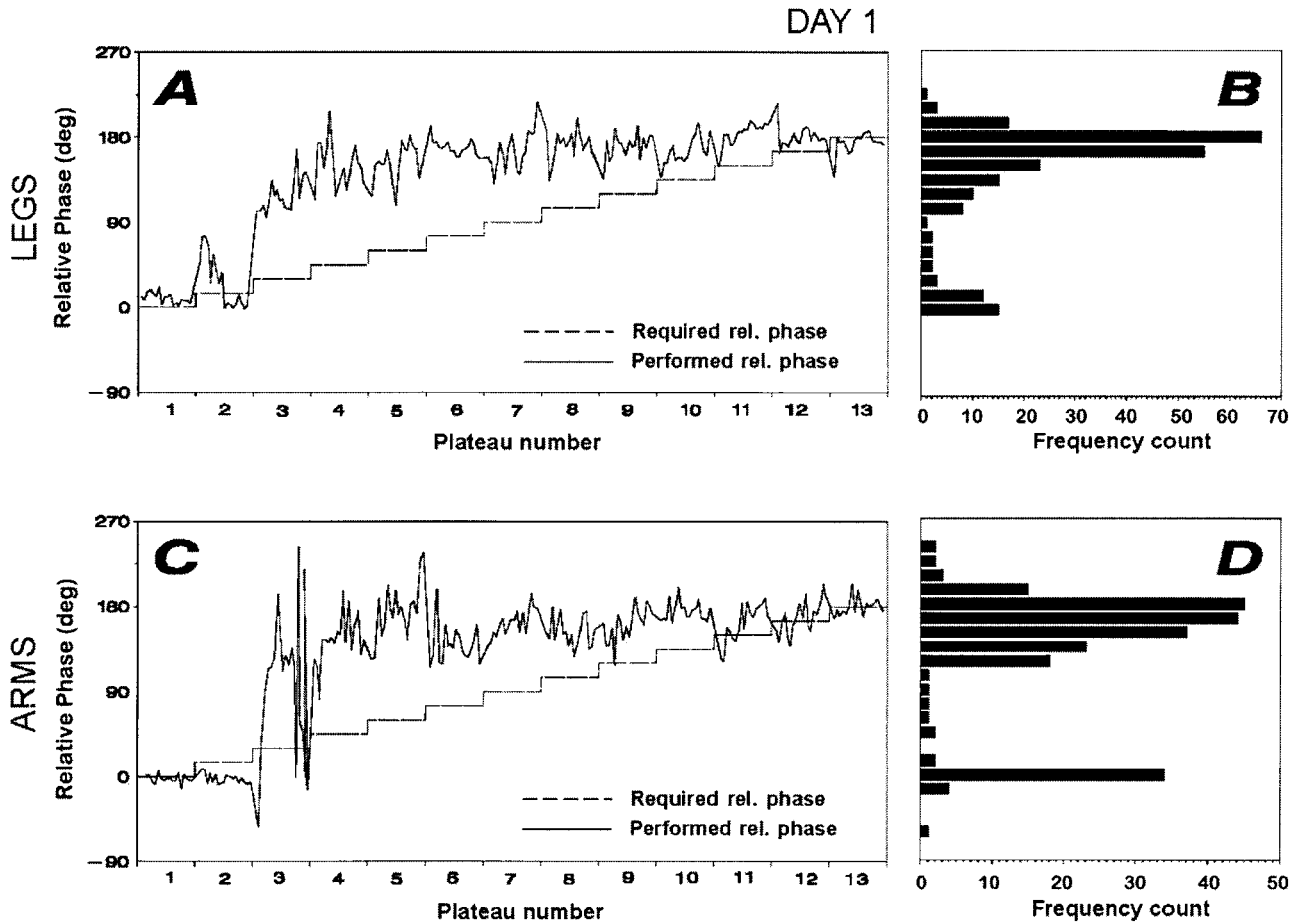 DAY 1
LEGS
A
Relative Phase (deg)
270
180
90
0
−90
Required rel. phase
Performed rel. phase
1 2 3 4 5 6 7 8 9 10 11 12 13
Plateau number
B
0 10 20 30 40 50 60 70
Frequency count
ARMS
C
Relative Phase (deg)
270
180
90
0
−90
Required rel. phase
Performed rel. phase
1 2 3 4 5 6 7 8 9 10 11 12 13
Plateau number
D
0 10 20 30 40 50
Frequency count